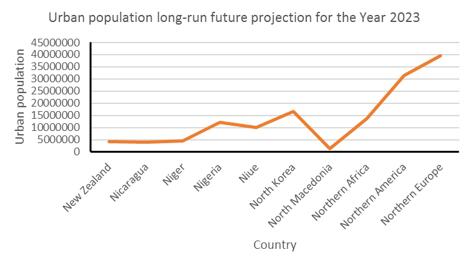 Urban population long-run future projection for the Year 2023
Urban population
45000000
40000000
35000000
30000000
25000000
20000000
15000000
10000000
5000000
0
New Zealand
Nicaragua
Niger
Nigeria
Niue
North Korea
North Macedonia
Northern Africa
Northern America
Northern Europe
Country